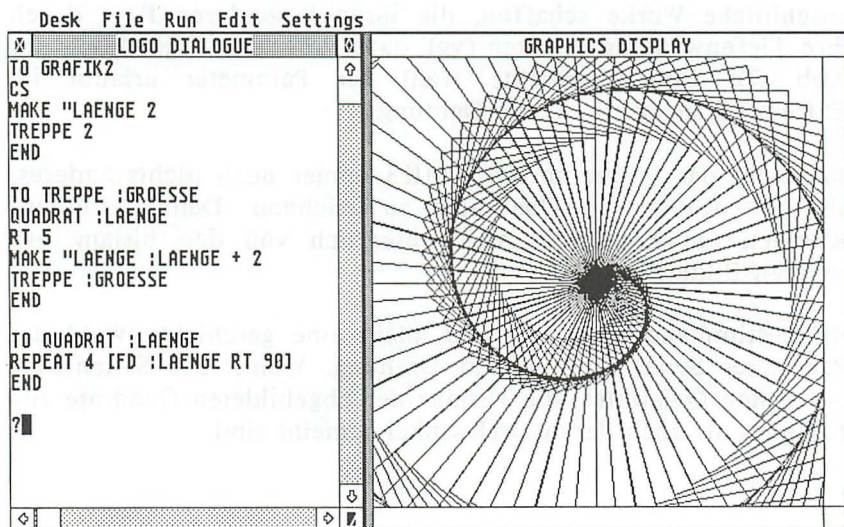 Desk File Run Edit Settings
LOGO DIALOGUE
TO GRAFIK2
CS
MAKE "LAENGE 2
TREPPE 2
END
TO TREPPE :GROESSE
QUADRAT :LAENGE
RT 5
MAKE "LAENGE :LAENGE + 2
TREPPE :GROESSE
END
TO QUADRAT :LAENGE
REPEAT 4 [FD :LAENGE RT 90]
END
?
GRAPHICS DISPLAY